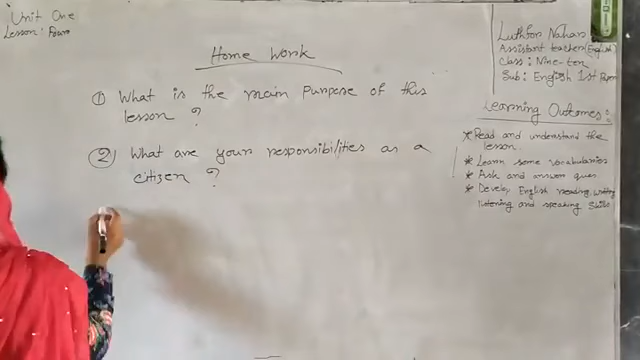 Unit One
Lesson: Four
Luthfor Nahar
Assistant teacher (English)
Class: Nine-ten
Sub: English 1st Paper
Home Work
① What is the main purpose of this
lesson ?
② What are your responsibilities as a
citizen ?
Learning Outcomes:
* Read and understand the
lesson.
* Learn some vocabularies
* Ask and answer ques.
* Develop English reading, writing
listening and speaking skills